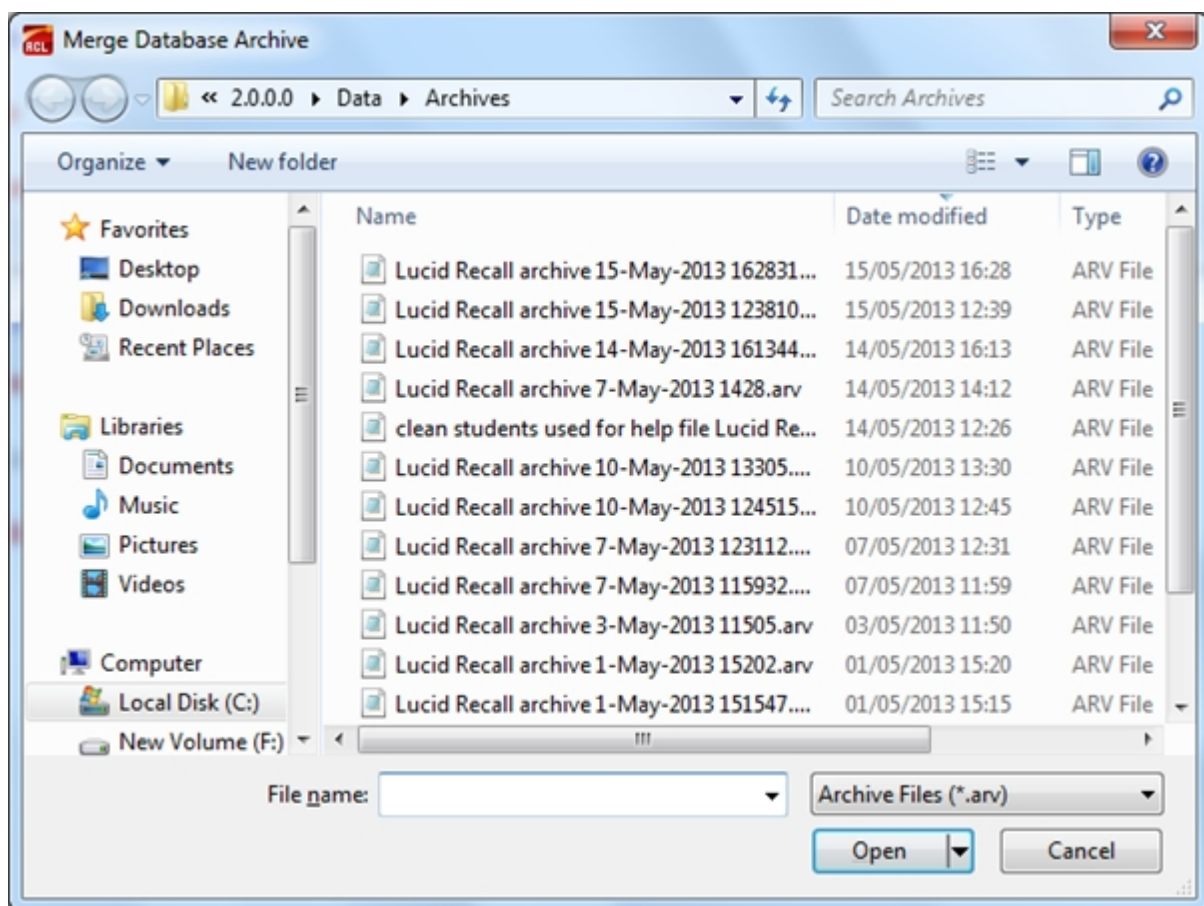 RCL Merge Database Archive
« 2.0.0.0 Data Archives Search Archives
Organize New folder
Favorites
Desktop
Downloads
Recent Places
Libraries
Documents
Music
Pictures
Videos
Computer
Local Disk (C:)
New Volume (F:)
Name Date modified Type
Lucid Recall archive 15-May-2013 162831... 15/05/2013 16:28 ARV File
Lucid Recall archive 15-May-2013 123810... 15/05/2013 12:39 ARV File
Lucid Recall archive 14-May-2013 161344... 14/05/2013 16:13 ARV File
Lucid Recall archive 7-May-2013 1428.arv 14/05/2013 14:12 ARV File
clean students used for help file Lucid Re... 14/05/2013 12:26 ARV File
Lucid Recall archive 10-May-2013 13305.... 10/05/2013 13:30 ARV File
Lucid Recall archive 10-May-2013 124515... 10/05/2013 12:45 ARV File
Lucid Recall archive 7-May-2013 123112.... 07/05/2013 12:31 ARV File
Lucid Recall archive 7-May-2013 115932.... 07/05/2013 11:59 ARV File
Lucid Recall archive 3-May-2013 11505.arv 03/05/2013 11:50 ARV File
Lucid Recall archive 1-May-2013 15202.arv 01/05/2013 15:20 ARV File
Lucid Recall archive 1-May-2013 151547.... 01/05/2013 15:15 ARV File
File name: Archive Files (*.arv)
Open Cancel